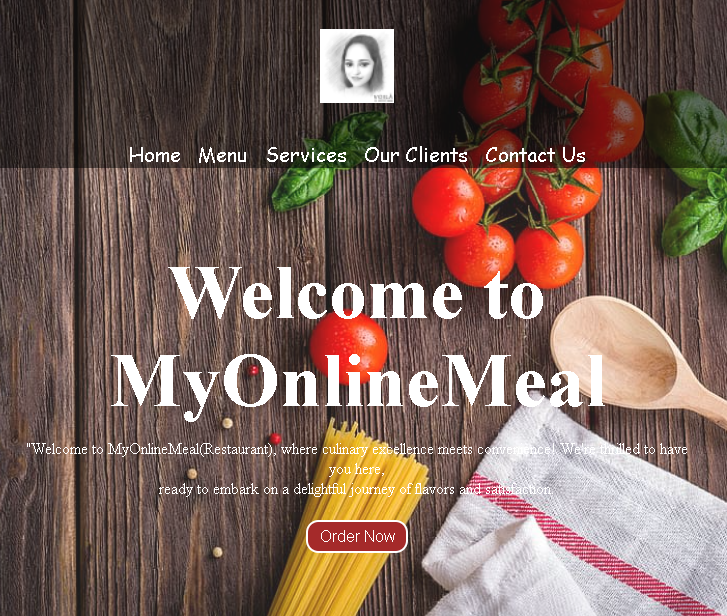 Home Menu Services Our Clients Contact Us
Welcome to
MyOnlineMeal
"Welcome to MyOnlineMeal(Restaurant), where culinary excellence meets convenience! We're thrilled to have
you here,
ready to embark on a delightful journey of flavors and satisfaction
Order Now